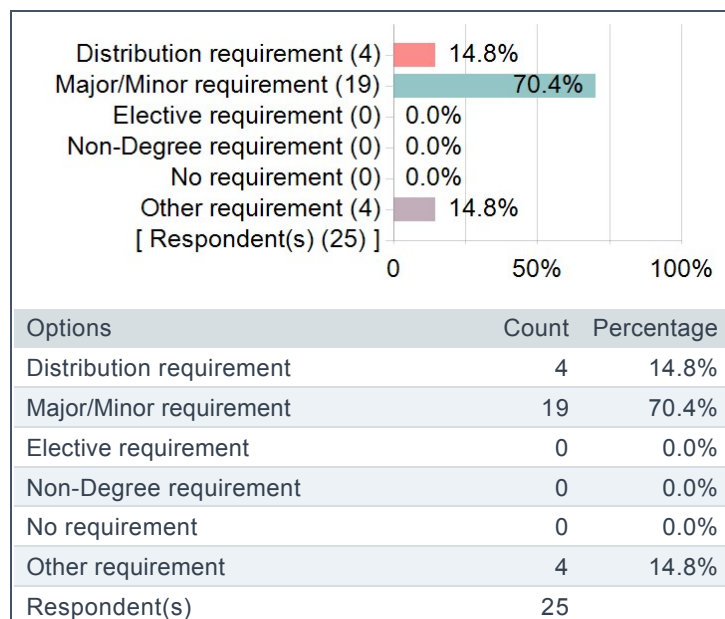 Distribution requirement (4) 14.8%
Major/Minor requirement (19) 70.4%
Elective requirement (0) 0.0%
Non-Degree requirement (0) 0.0%
No requirement (0) 0.0%
Other requirement (4) 14.8%
[ Respondent(s) (25) ]
0 50% 100%
Options Count Percentage
Distribution requirement 4 14.8%
Major/Minor requirement 19 70.4%
Elective requirement 0 0.0%
Non-Degree requirement 0 0.0%
No requirement 0 0.0%
Other requirement 4 14.8%
Respondent(s) 25